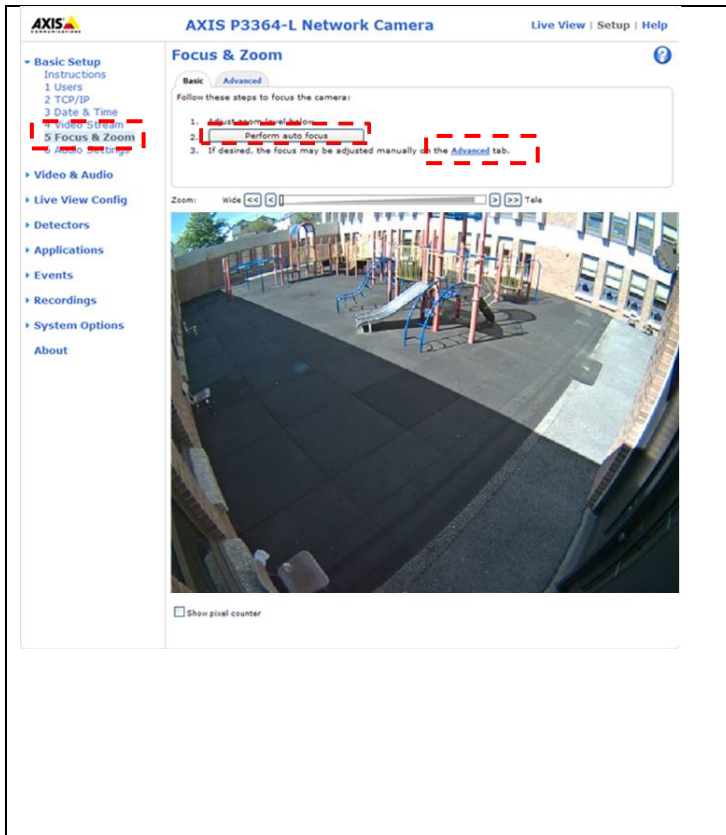 AXIS
COMMUNICATIONS
AXIS P3364-L Network Camera
Live View | Setup | Help
Basic Setup
Instructions
1 Users
2 TCP/IP
3 Date & Time
4 Video Stream
5 Focus & Zoom
6 Audio Settings
Video & Audio
Live View Config
Detectors
Applications
Events
Recordings
System Options
About
Focus & Zoom
?
Basic Advanced
Follow these steps to focus the camera:
1. Adjust zoom level below.
2. Perform auto focus
3. If desired, the focus may be adjusted manually on the Advanced tab.
Zoom: Wide << < > >> Tele
Show pixel counter